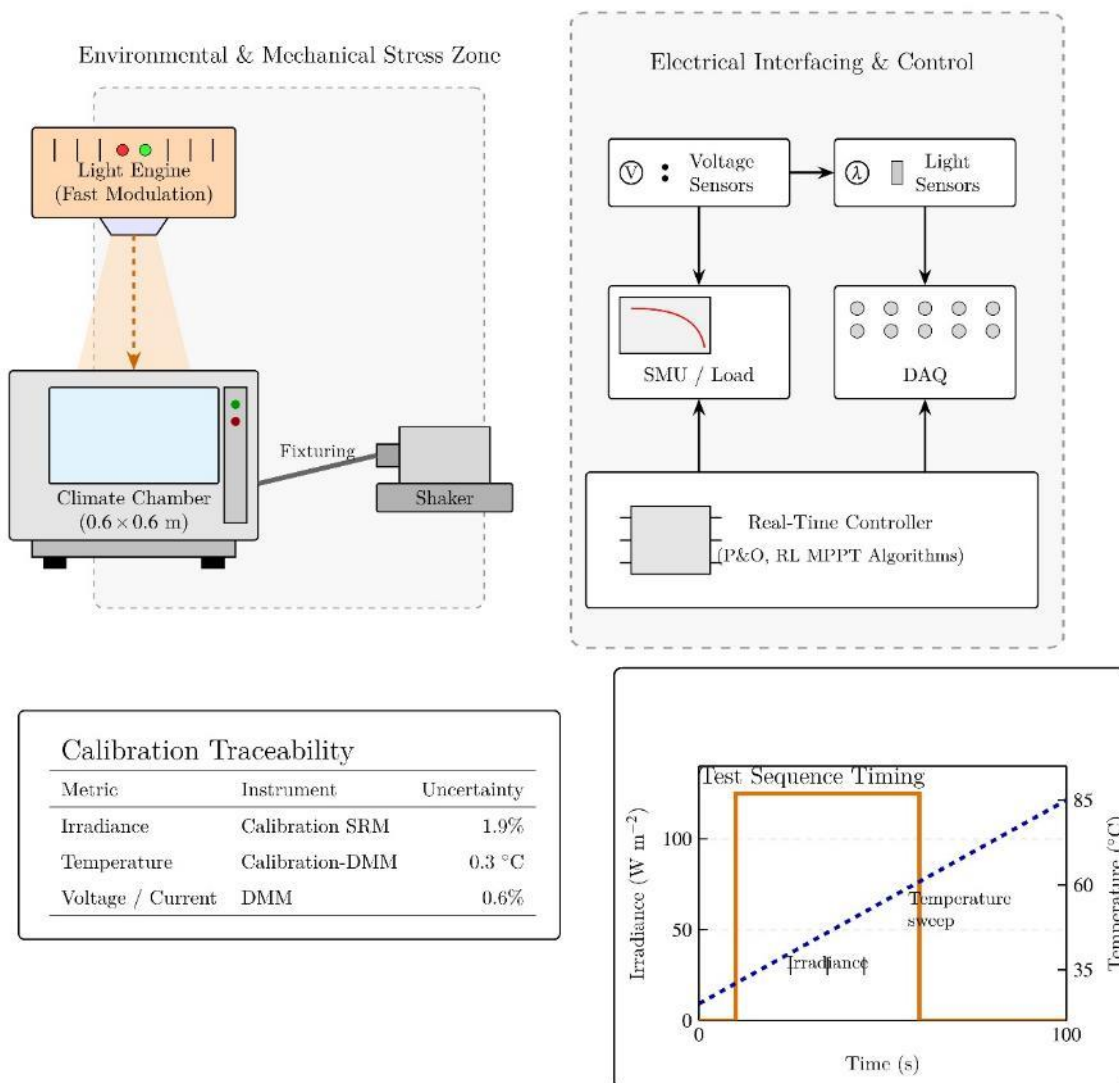 Environmental & Mechanical Stress Zone
Light Engine
(Fast Modulation)
Climate Chamber
(0.6 × 0.6 m)
Fixturing
Shaker
Electrical Interfacing & Control
V
Voltage
Sensors
λ
Light
Sensors
SMU / Load
DAQ
Real-Time Controller
(P&O, RL MPPT Algorithms)
Calibration Traceability
Metric Instrument Uncertainty
Irradiance Calibration SRM 1.9%
Temperature Calibration-DMM 0.3 °C
Voltage / Current DMM 0.6%
Test Sequence Timing
Irradiance (W m⁻²)
100
50
0
0
100
Time (s)
85
60
35
Temperature (°C)
Temperature
sweep
Irradiance